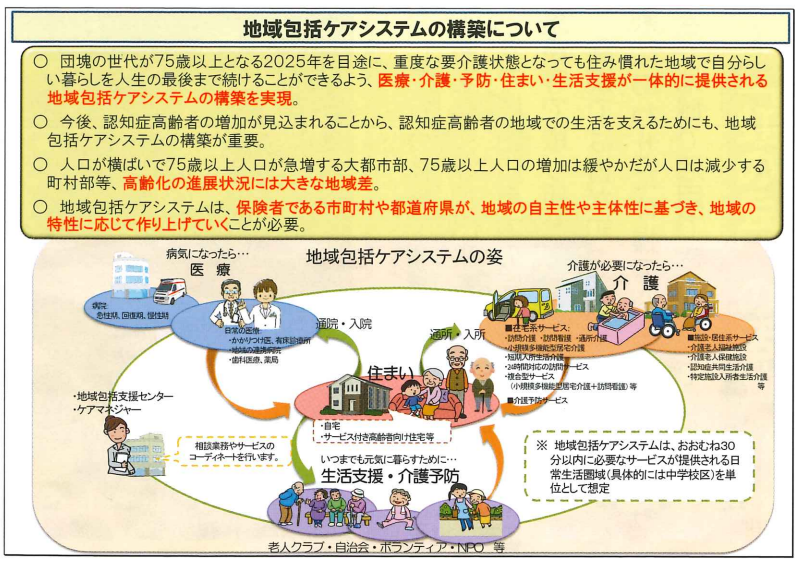 地域包括ケアシステムの構築について
○ 団塊の世代が75歳以上となる2025年を目途に、重度な要介護状態となっても住み慣れた地域で自分らし
い暮らしを人生の最後まで続けることができるよう、医療・介護・予防・住まい・生活支援が一体的に提供される
地域包括ケアシステムの構築を実現。
○ 今後、認知症高齢者の増加が見込まれることから、認知症高齢者の地域での生活を支えるためにも、地域
包括ケアシステムの構築が重要。
○ 人口が横ばいで75歳以上人口が急増する大都市部、75歳以上人口の増加は緩やかだが人口は減少する
町村部等、高齢化の進展状況には大きな地域差。
○ 地域包括ケアシステムは、保険者である市町村や都道府県が、地域の自主性や主体性に基づき、地域の
特性に応じて作り上げていくことが必要。
地域包括ケアシステムの姿
病気になったら…
医 療
病院:
急性期、回復期、慢性期
日常の医療:
・かかりつけ医、有床診療所
・地域の連携病院
・歯科医療、薬局
通院・入院
通所・入所
介護が必要になったら…
介 護
■在宅系サービス:
・訪問介護 ・訪問看護 ・通所介護
・小規模多機能型居宅介護
・短期入所生活介護
・24時間対応の訪問サービス
・複合型サービス
(小規模多機能型居宅介護+訪問看護) 等
■介護予防サービス
■施設・居住系サービス
・介護老人福祉施設
・介護老人保健施設
・認知症共同生活介護
・特定施設入所者生活介護
等
住まい
・自宅
・サービス付き高齢者向け住宅 等
・地域包括支援センター
・ケアマネジャー
相談業務やサービスの
コーディネートを行います。
いつまでも元気に暮らすために…
生活支援・介護予防
老人クラブ・自治会・ボランティア・NPO 等
※ 地域包括ケアシステムは、おおむね30
分以内に必要なサービスが提供される日
常生活圏域(具体的には中学校区)を単
位として想定